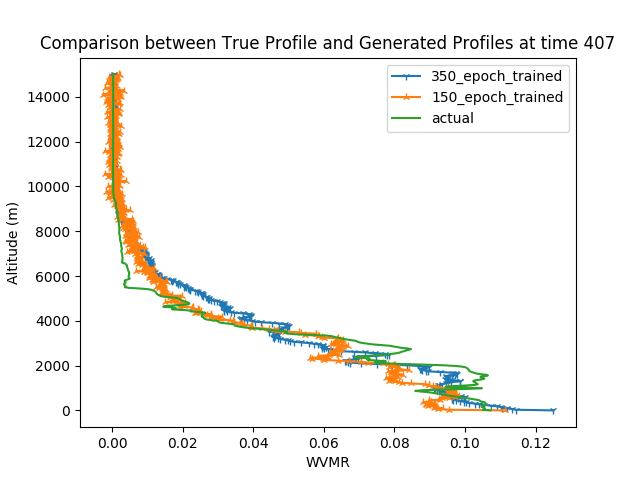 Comparison between True Profile and Generated Profiles at time 407
350_epoch_trained
150_epoch_trained
actual
Altitude (m)
14000
12000
10000
8000
6000
4000
2000
0
0.00 0.02 0.04 0.06 0.08 0.10 0.12
WVMR